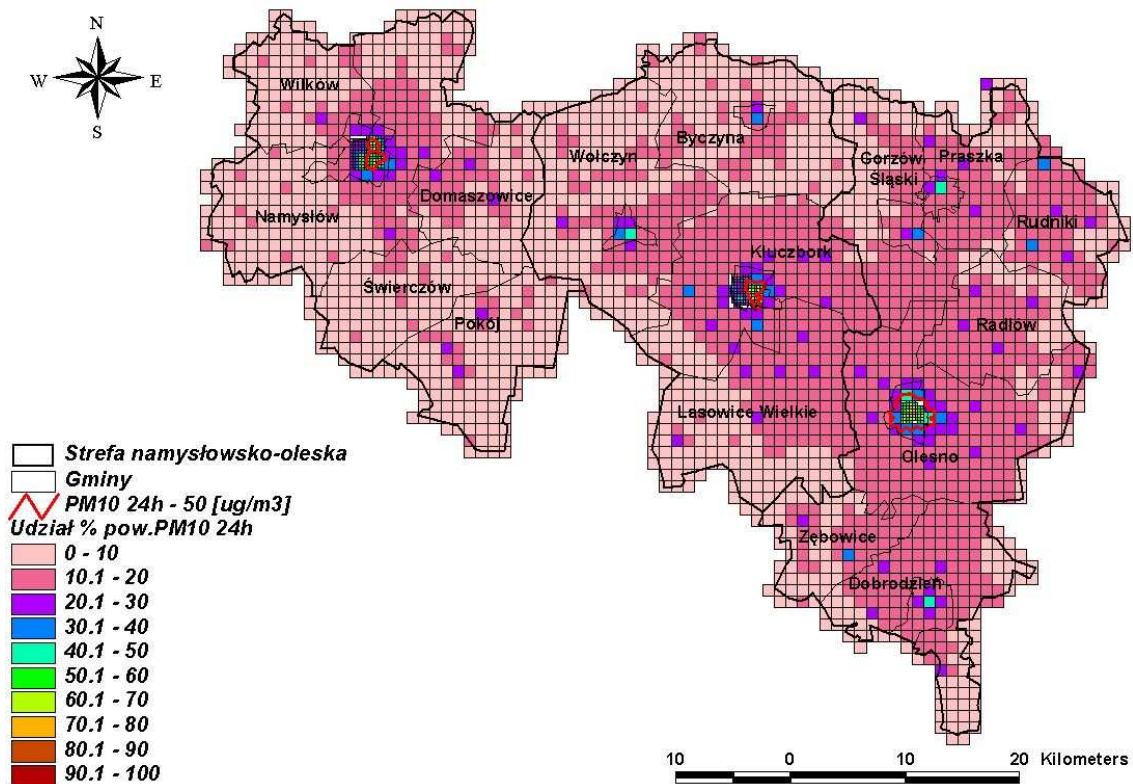 N
W
E
S
Wilków
Namysłów
Domaszowice
Świerczów
Pokój
Wołczyn
Byczyna
Kluczbork
Lasowice Wielkie
Gorzów
Śląski
Praszka
Rudniki
Radłów
Olesno
Zębowice
Dobrodzień
Strefa namysłowsko-oleska
Gminy
PM10 24h - 50 [ug/m3]
Udział % pow.PM10 24h
0 - 10
10.1 - 20
20.1 - 30
30.1 - 40
40.1 - 50
50.1 - 60
60.1 - 70
70.1 - 80
80.1 - 90
90.1 - 100
10 0 10 20 Kilometers